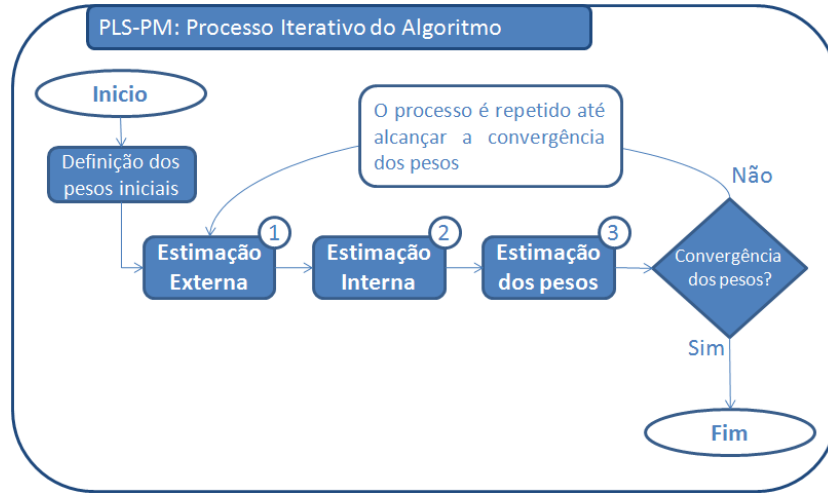 PLS-PM: Processo Iterativo do Algoritmo
Inicio
O processo é repetido até
alcançar a convergência
dos pesos
Definição dos
pesos iniciais
Não
1
Estimação
Externa
2
Estimação
Interna
3
Estimação
dos pesos
Convergência
dos pesos?
Sim
Fim